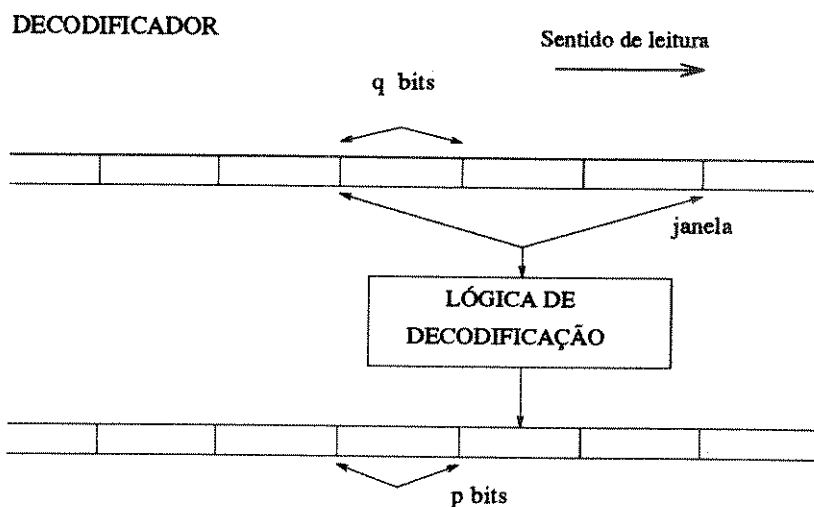 DECODIFICADOR
Sentido de leitura
q bits
janela
LÓGICA DE
DECODIFICAÇÃO
p bits